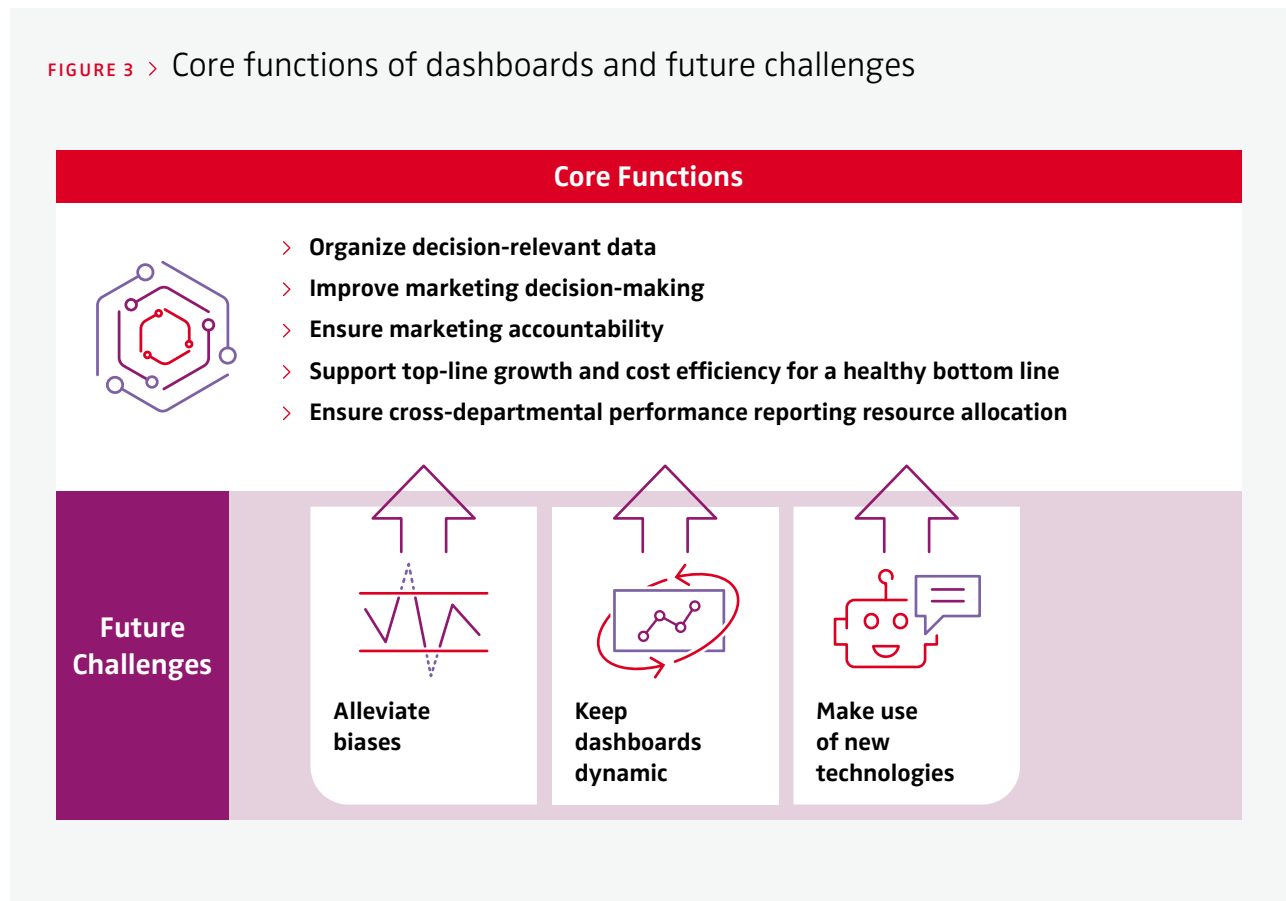 FIGURE 3 > Core functions of dashboards and future challenges
Core Functions
> Organize decision-relevant data
> Improve marketing decision-making
> Ensure marketing accountability
> Support top-line growth and cost efficiency for a healthy bottom line
> Ensure cross-departmental performance reporting resource allocation
Future
Challenges
Alleviate
biases
Keep
dashboards
dynamic
Make use
of new
technologies